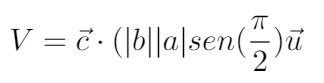 V = \vec{c} \cdot (|b||a|sen(\frac{\pi}{2})\vec{u}